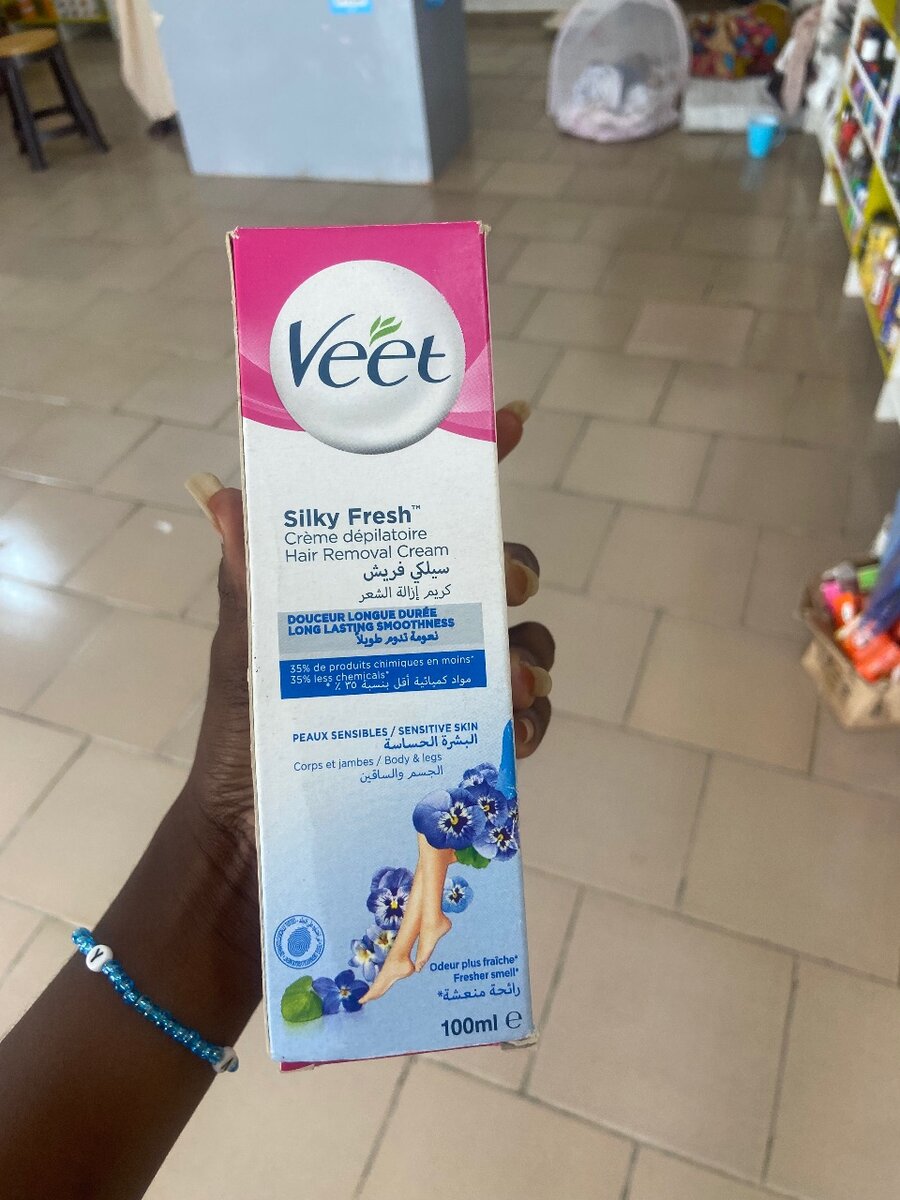 Veet
Silky Fresh™
Crème dépilatoire
Hair Removal Cream
سيلكي فريش
كريم إزالة الشعر
DOUCEUR LONGUE DURÉE
LONG LASTING SMOOTHNESS
نعومة تدوم طويلاً
35% de produits chimiques en moins*
35% less chemicals*
مواد كميائية أقل بنسبة ٣٥ ٪ *
PEAUX SENSIBLES / SENSITIVE SKIN
البشرة الحساسة
Corps et jambes / Body & legs
الجسم والساقين
Odeur plus fraîche*
Fresher smell*
رائحة منعشة*
100ml e
Y